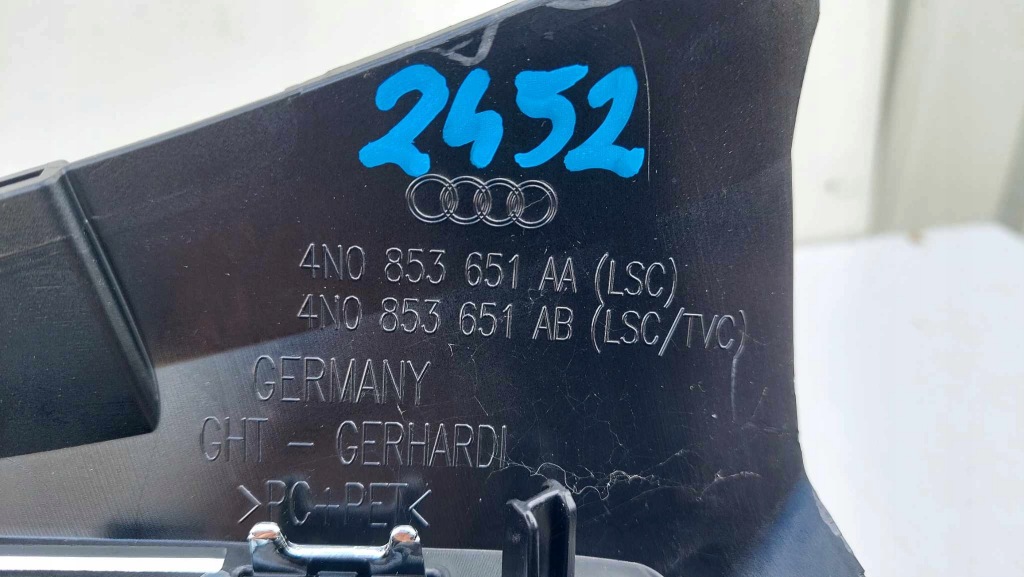 2452
4N0 853 651 AA (LSC)
4N0 853 651 AB (LSC/TVC)
GERMANY
GHT - GERHARDI
>PC+PET<